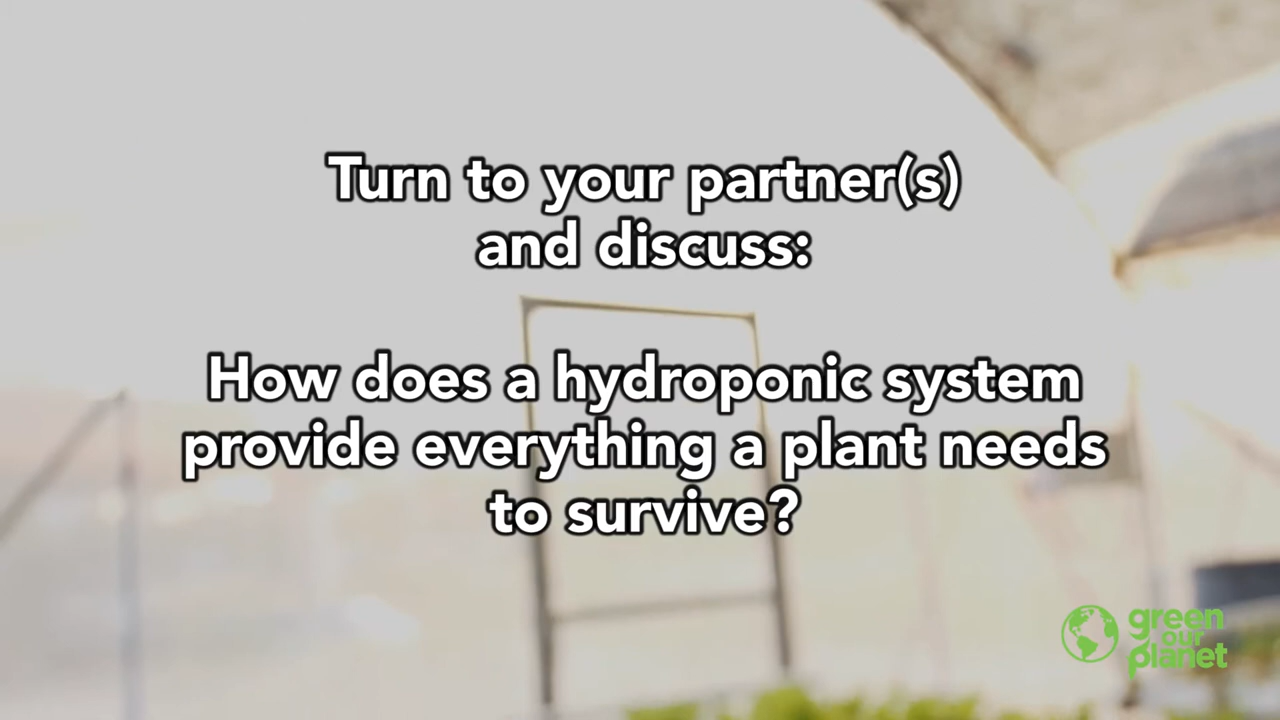 Turn to your partner(s)
and discuss:
How does a hydroponic system
provide everything a plant needs
to survive?
green
our
planet